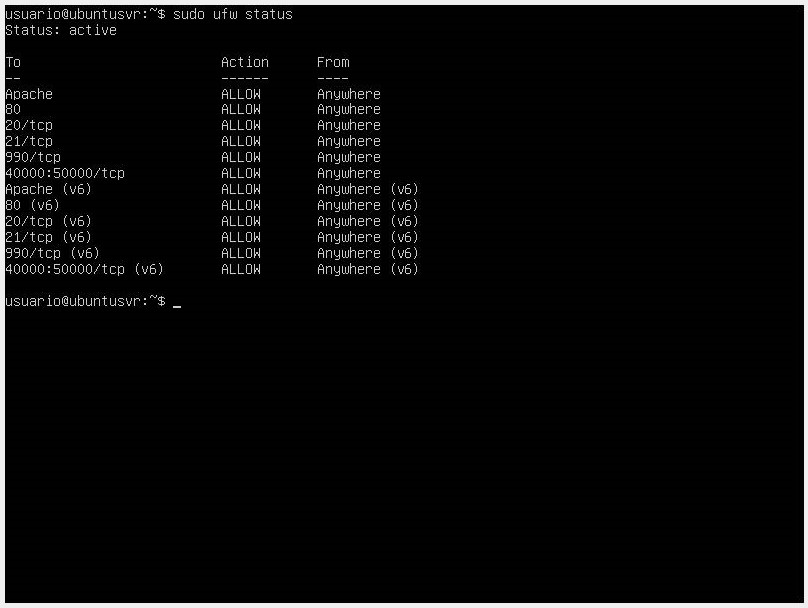 usuario@ubuntusvr:~$ sudo ufw status
Status: active

To                         Action      From
--                         ------      ----
Apache                     ALLOW       Anywhere
80                         ALLOW       Anywhere
20/tcp                     ALLOW       Anywhere
21/tcp                     ALLOW       Anywhere
990/tcp                    ALLOW       Anywhere
40000:50000/tcp            ALLOW       Anywhere
Apache (v6)                ALLOW       Anywhere (v6)
80 (v6)                    ALLOW       Anywhere (v6)
20/tcp (v6)                ALLOW       Anywhere (v6)
21/tcp (v6)                ALLOW       Anywhere (v6)
990/tcp (v6)               ALLOW       Anywhere (v6)
40000:50000/tcp (v6)       ALLOW       Anywhere (v6)

usuario@ubuntusvr:~$ _